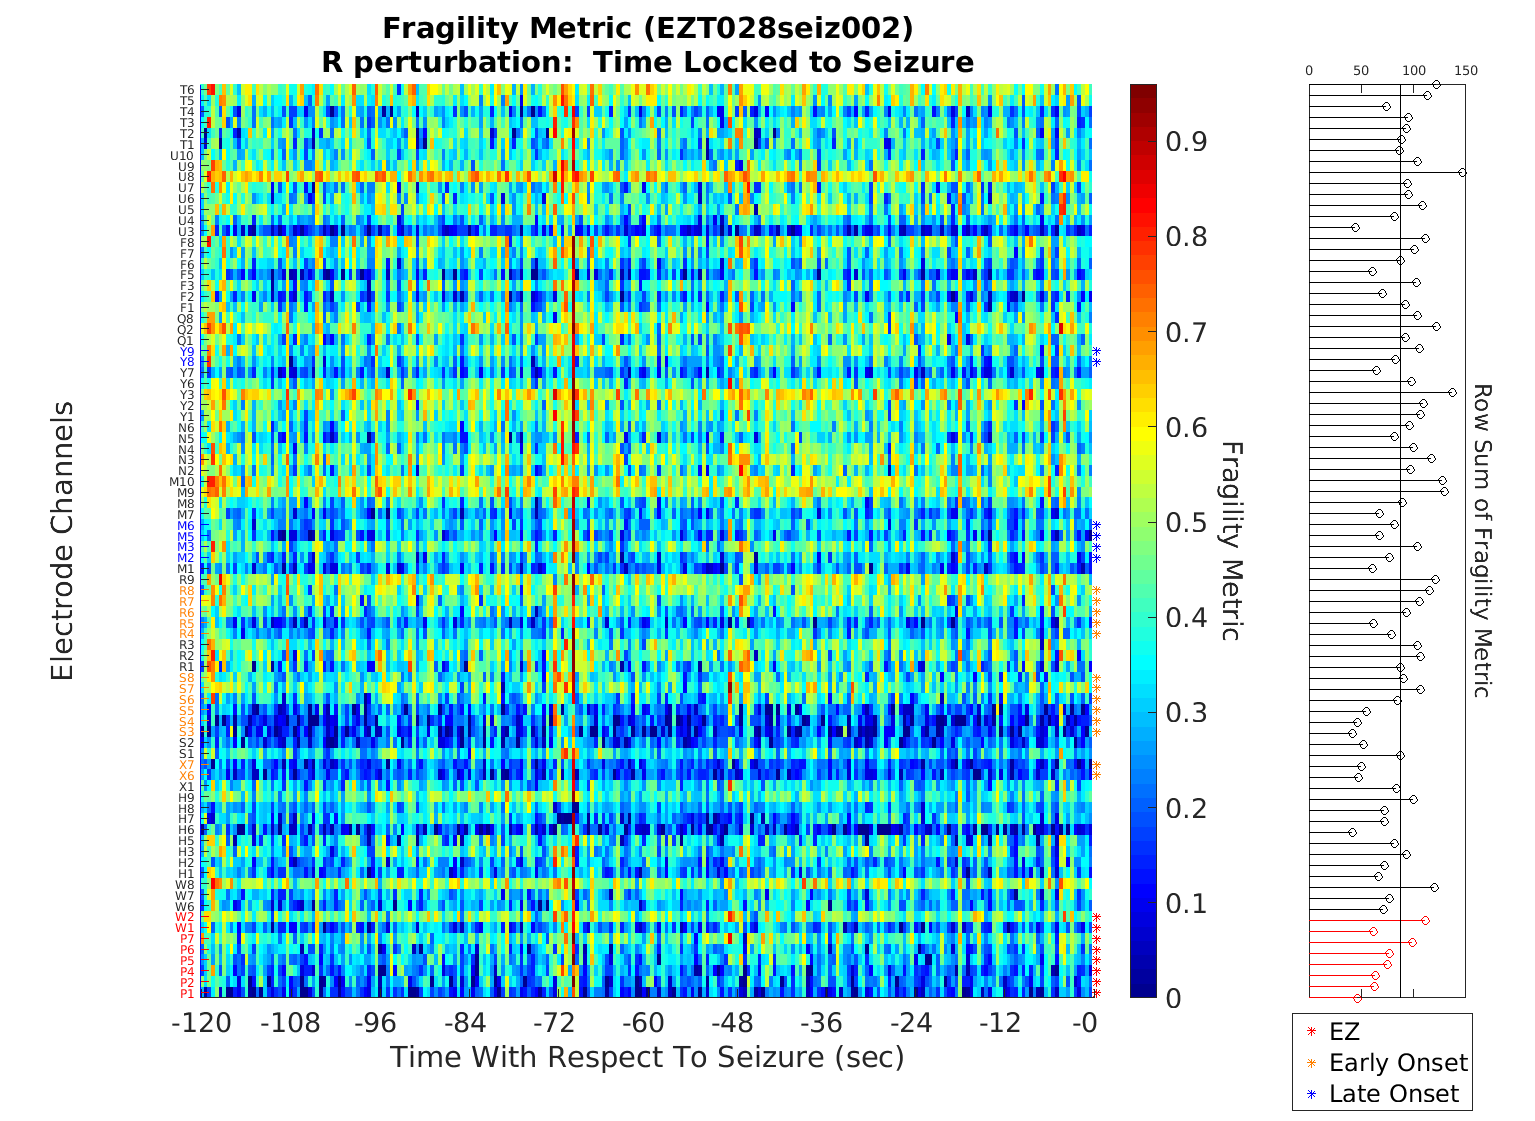 Fragility Metric (EZT028seiz002)
R perturbation:  Time Locked to Seizure
Electrode Channels
T6
T5
T4
T3
T2
T1
U10
U9
U8
U7
U6
U5
U4
U3
F8
F7
F6
F5
F3
F2
F1
Q8
Q2
Q1
Y9
Y8
Y7
Y6
Y3
Y2
Y1
N6
N5
N4
N3
N2
M10
M9
M8
M7
M6
M5
M3
M2
M1
R9
R8
R7
R6
R5
R4
R3
R2
R1
S8
S7
S6
S5
S4
S3
S2
S1
X7
X6
X1
H9
H8
H7
H6
H5
H3
H2
H1
W8
W7
W6
W2
W1
P7
P6
P5
P4
P2
P1
-120 -108 -96 -84 -72 -60 -48 -36 -24 -12 -0
Time With Respect To Seizure (sec)
0.9
0.8
0.7
0.6
0.5
0.4
0.3
0.2
0.1
0
Fragility Metric
0 50 100 150
Row Sum of Fragility Metric
EZ
Early Onset
Late Onset